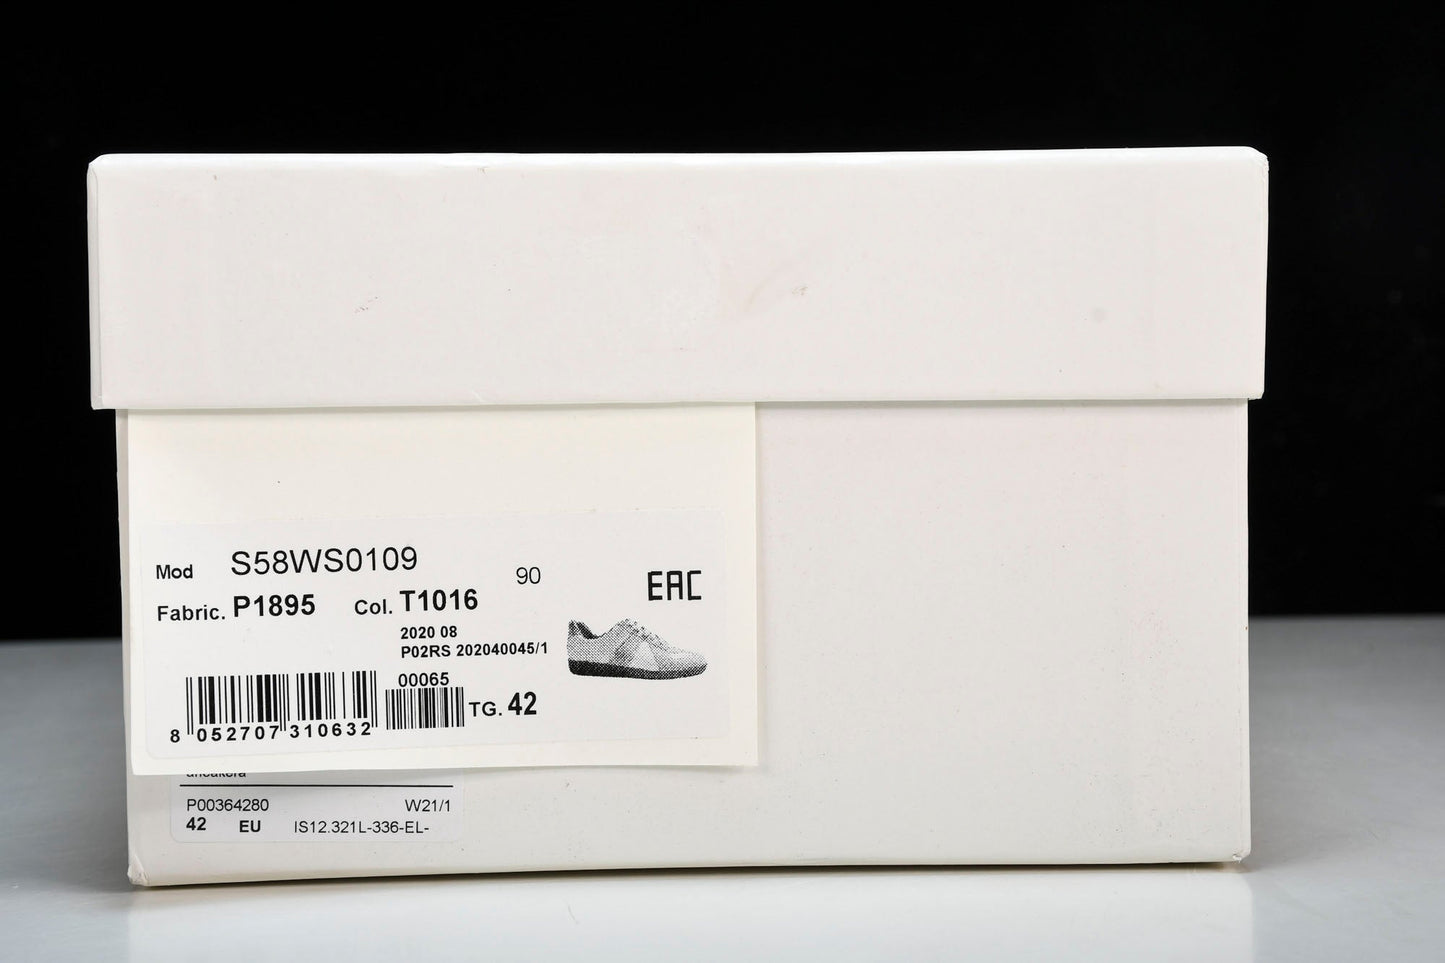 Mod S58WS0109
90
EAC
Fabric. P1895 Col. T1016
2020 08
P02RS 202040045/1
00065
TG. 42
8 052707 310632
P00364280 W21/1
42 EU IS12.321L-336-EL-